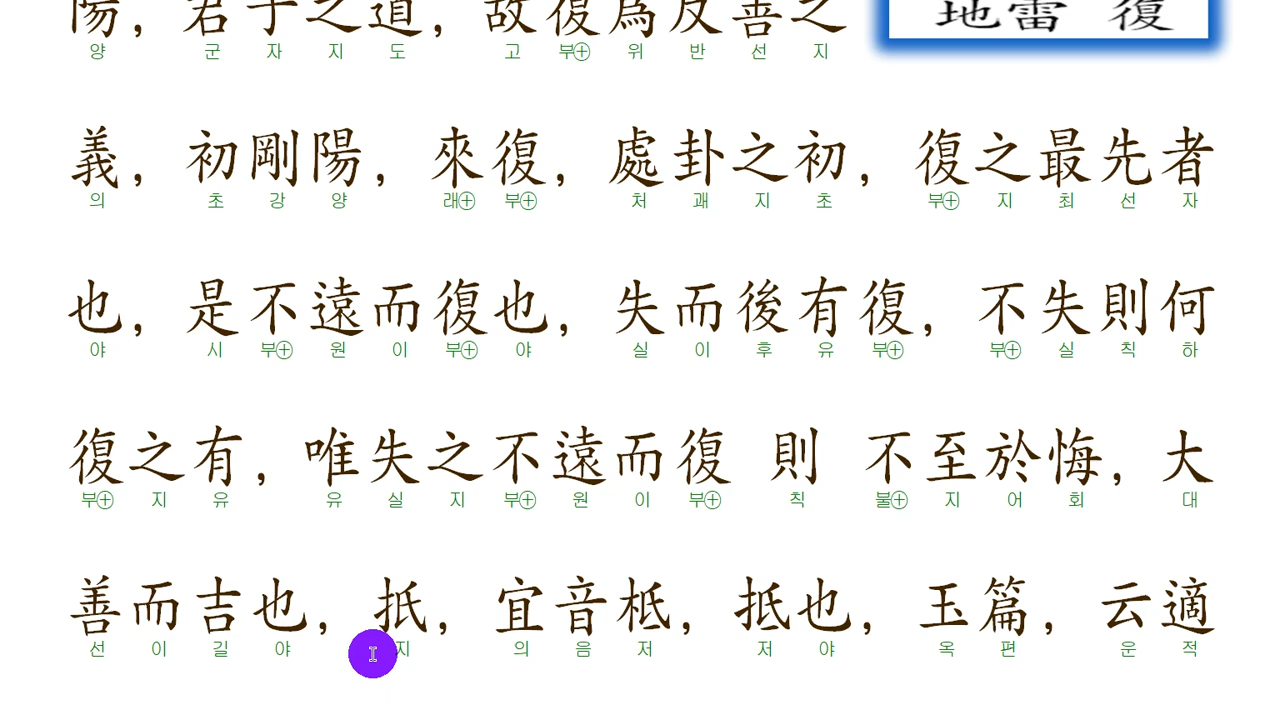 陽, 君子之道, 故復爲反善之
地雷 復
양 군 자 지 도 고 부㊉ 위 반 선 지
義, 初剛陽, 來復, 處卦之初, 復之最先者
의 초 강 양 래㊉ 부㊉ 처 괘 지 초 부㊉ 지 최 선 자
也, 是不遠而復也, 失而後有復, 不失則何
야 시 부㊉ 원 이 부㊉ 야 실 이 후 유 부㊉ 부㊉ 실 칙 하
復之有, 唯失之不遠而復 則 不至於悔, 大
부㊉ 지 유 유 실 지 부㊉ 원 이 부㊉ 칙 불㊉ 지 어 회 대
善而吉也, 扺, 宜音柢, 抵也, 玉篇, 云適
선 이 길 야 지 의 음 저 저 야 옥 편 운 적